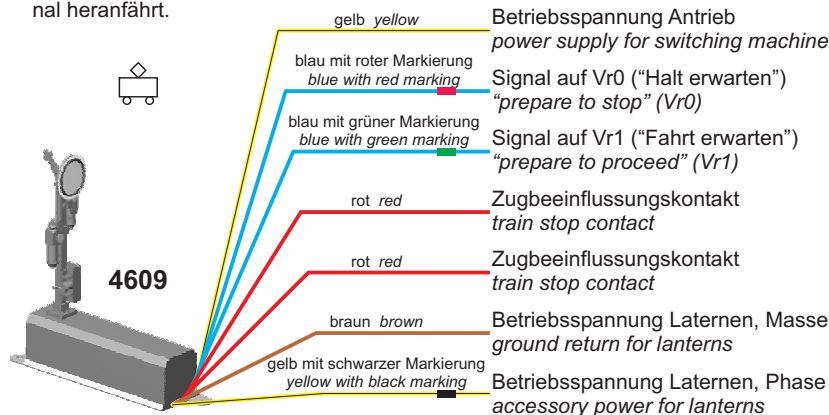 nal heranfährt.
gelb yellow
Betriebsspannung Antrieb
power supply for switching machine
blau mit roter Markierung
blue with red marking
Signal auf Vr0 (“Halt erwarten”)
“prepare to stop” (Vr0)
blau mit grüner Markierung
blue with green marking
Signal auf Vr1 (“Fahrt erwarten”)
“prepare to proceed” (Vr1)
rot red
Zugbeeinflussungskontakt
train stop contact
rot red
Zugbeeinflussungskontakt
train stop contact
4609
braun brown
Betriebsspannung Laternen, Masse
ground return for lanterns
gelb mit schwarzer Markierung
yellow with black marking
Betriebsspannung Laternen, Phase
accessory power for lanterns